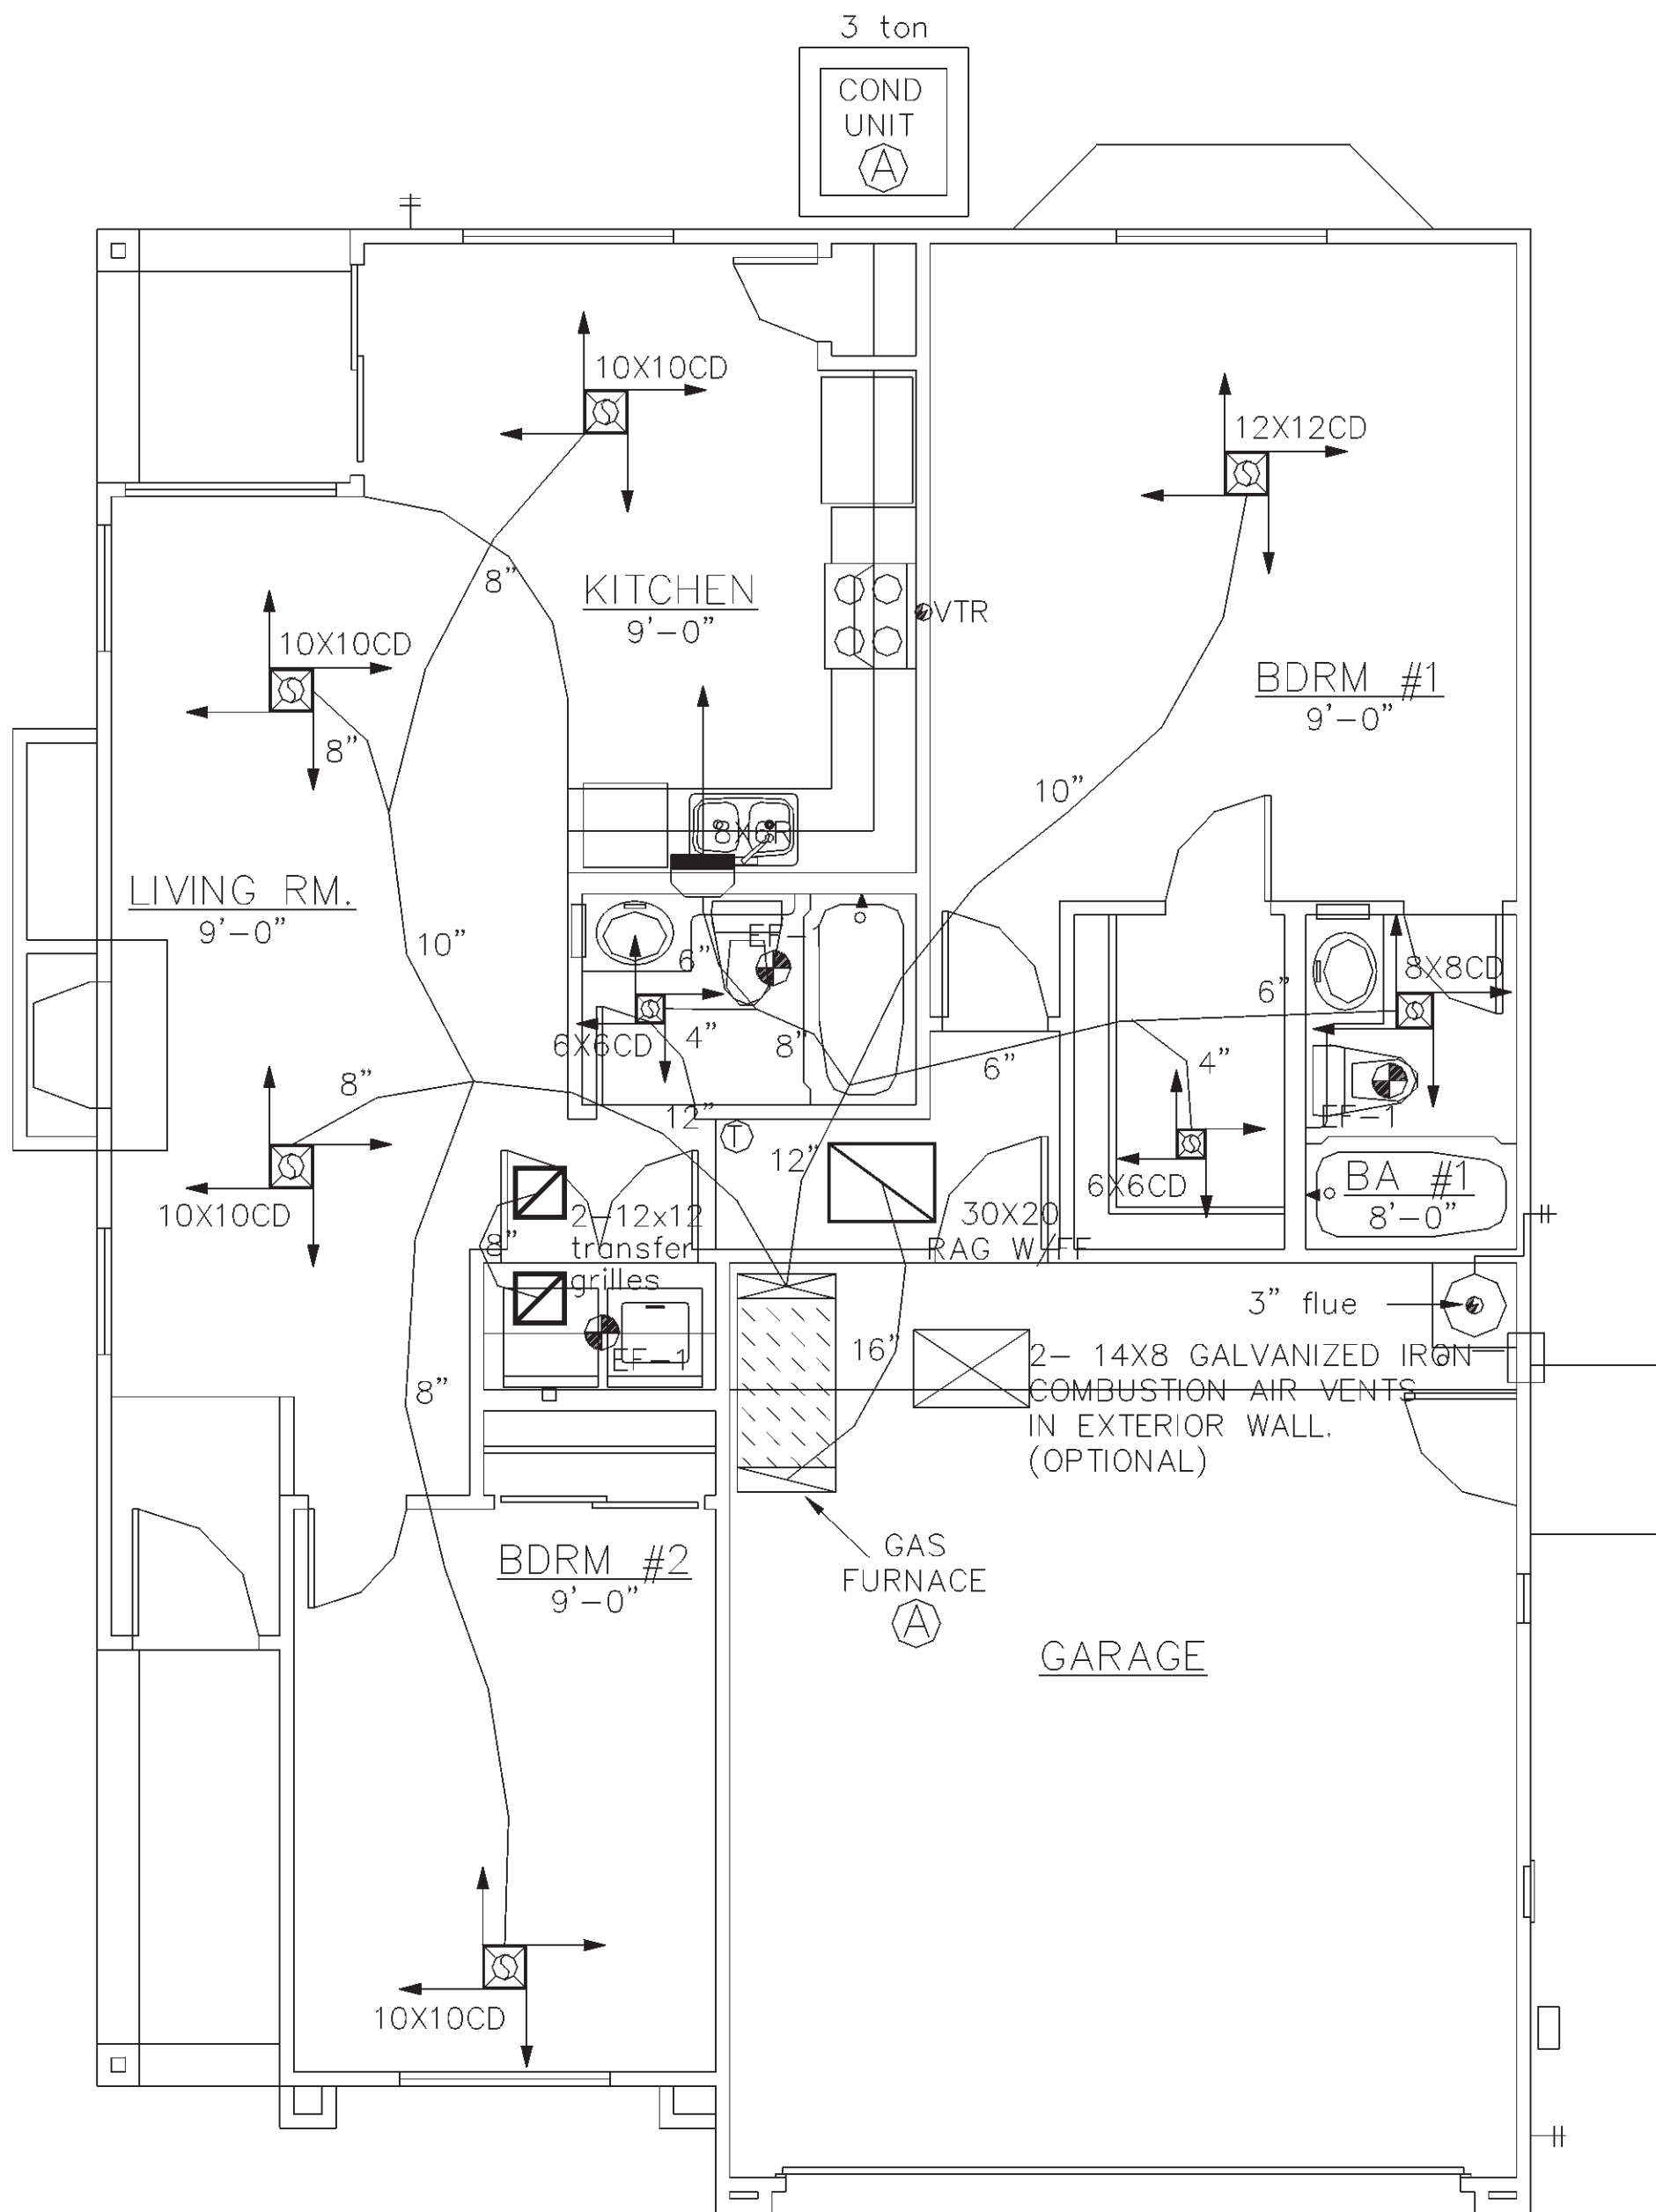 3 ton
COND
UNIT
A
10X10CD
12X12CD
8"
KITCHEN
9'-0"
VTR
10X10CD
BDRM #1
9'-0"
8"
10"
8X6R
LIVING RM.
9'-0"
10"
EF-1
6"
8X8CD
6"
6X6CD
4"
8"
6"
4"
8"
12"
EF-1
T
12"
6X6CD
BA #1
8'-0"
10X10CD
2-12x12
transfer
grilles
8"
30X20
RAG W/FF
3" flue
EF-1
16"
2- 14X8 GALVANIZED IRON
COMBUSTION AIR VENTS
IN EXTERIOR WALL.
(OPTIONAL)
8"
GAS
FURNACE
A
BDRM #2
9'-0"
GARAGE
10X10CD